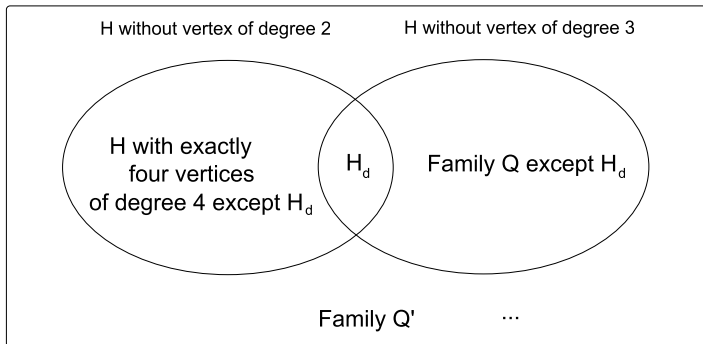 H without vertex of degree 2
H without vertex of degree 3
H with exactly
four vertices
of degree 4 except H_d
H_d
Family Q except H_d
Family Q' ...